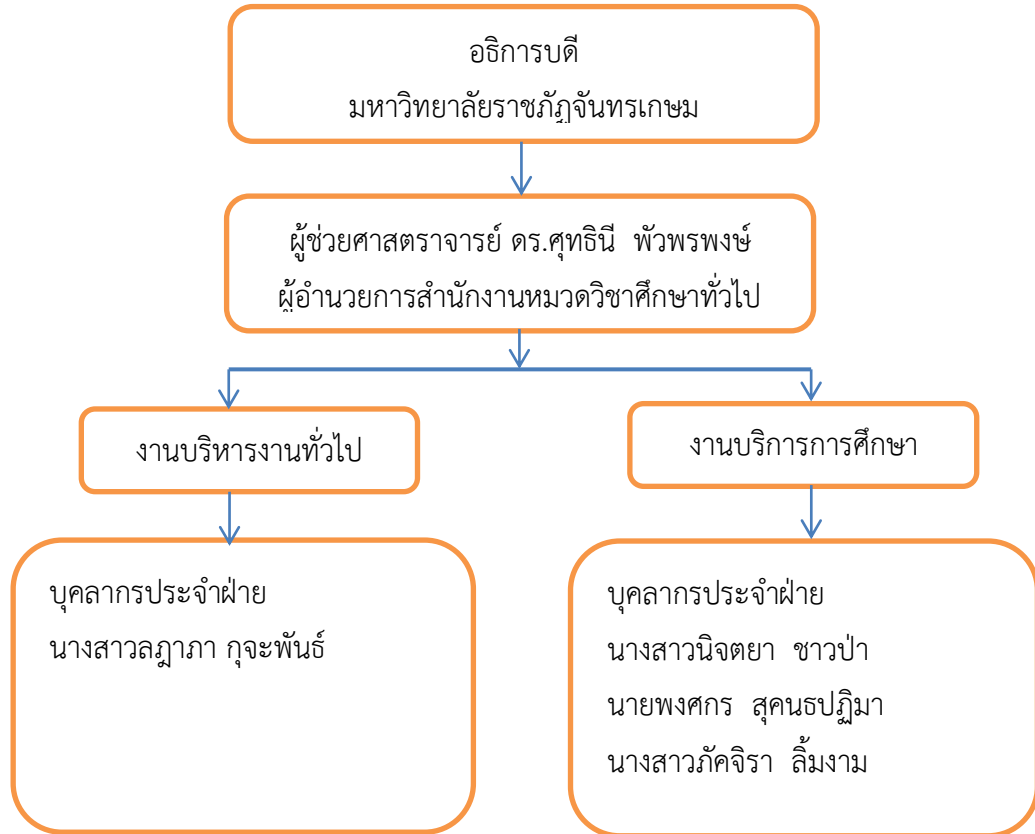 อธิการบดี
มหาวิทยาลัยราชภัฏจันทรเกษม
ผู้ช่วยศาสตราจารย์ ดร.ศุทธินี  พัวพรพงษ์
ผู้อำนวยการสำนักงานหมวดวิชาศึกษาทั่วไป
งานบริหารงานทั่วไป
งานบริการการศึกษา
บุคลากรประจำฝ่าย
นางสาวลฎาภา กุจะพันธ์
บุคลากรประจำฝ่าย
นางสาวนิจตยา  ชาวป่า
นายพงศกร  สุคนธปฏิมา
นางสาวภัคจิรา  ลิ้มงาม